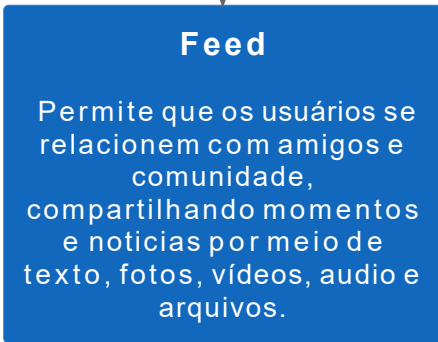 Feed
Permite que os usuários se
relacionem com amigos e
comunidade,
compartilhando momentos
e noticias por meio de
texto, fotos, vídeos, audio e
arquivos.